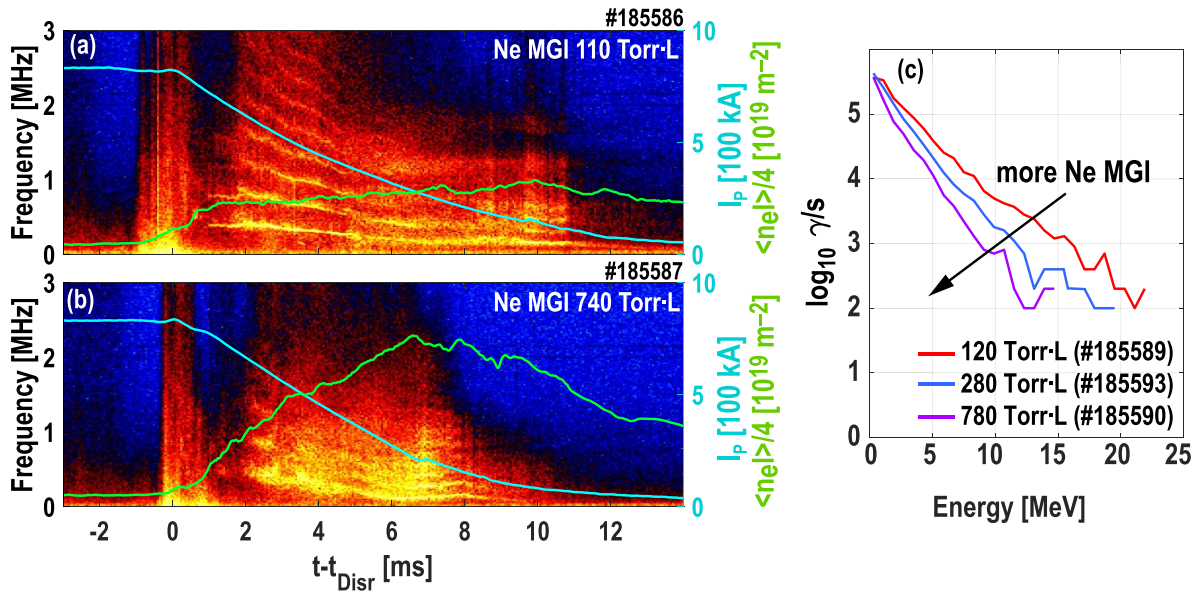 #185586
(a)
Ne MGI 110 Torr·L
Frequency [MHz]
3
2
1
0
10
5
0
I_P [100 kA]
<nel>/4 [10^19 m^−2]
#185587
(b)
Ne MGI 740 Torr·L
Frequency [MHz]
3
2
1
0
10
5
0
I_P [100 kA]
<nel>/4 [10^19 m^−2]
-2 0 2 4 6 8 10 12
t-t_Disr [ms]
(c)
more Ne MGI
log_10 γ/s
5
4
3
2
1
0
120 Torr·L (#185589)
280 Torr·L (#185593)
780 Torr·L (#185590)
0 5 10 15 20 25
Energy [MeV]